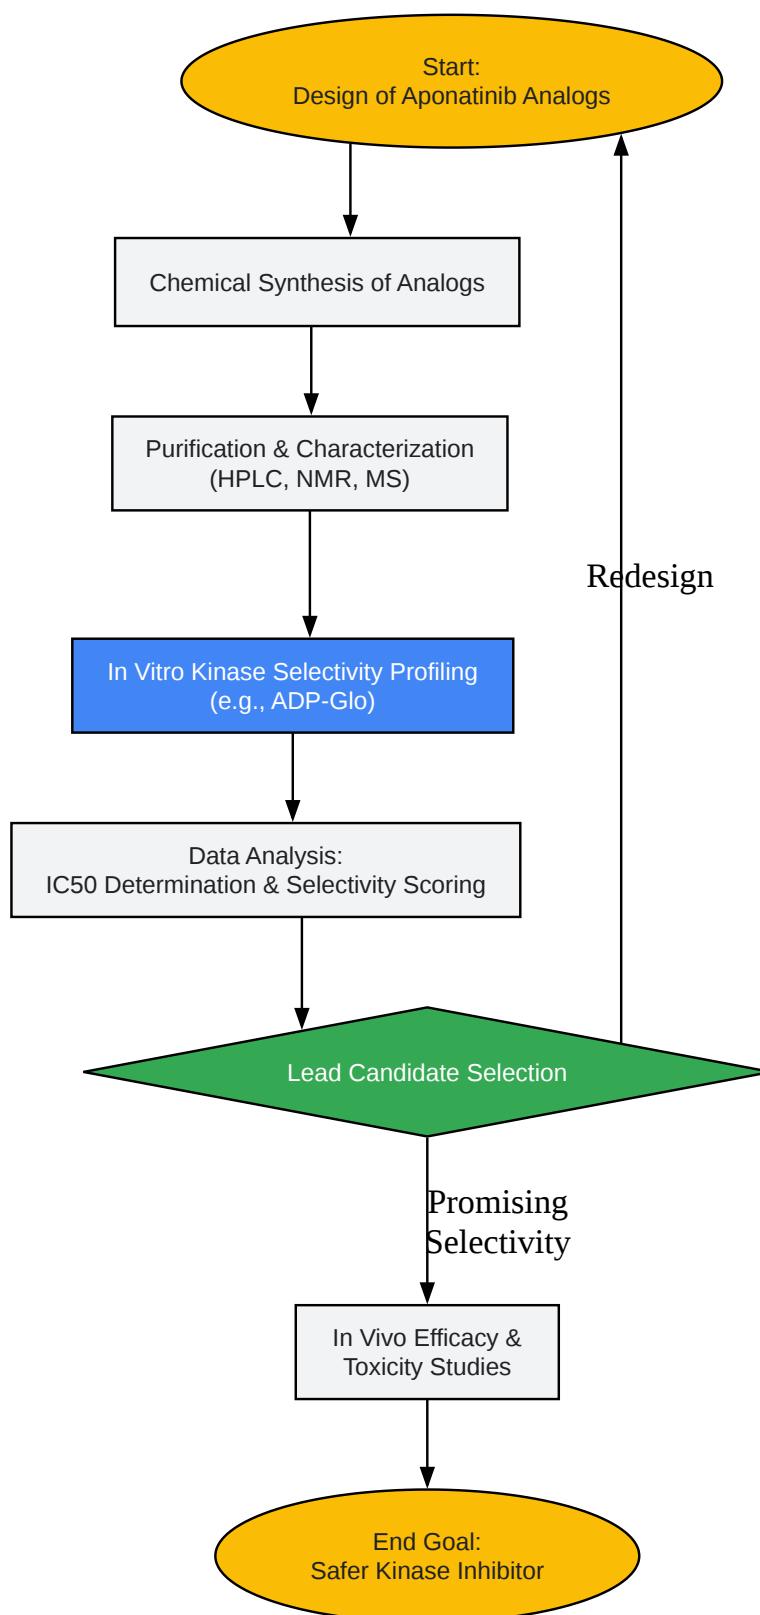 Start:
Design of Aponatinib Analogs
Chemical Synthesis of Analogs
Purification & Characterization
(HPLC, NMR, MS)
Redesign
In Vitro Kinase Selectivity Profiling
(e.g., ADP-Glo)
Data Analysis:
IC50 Determination & Selectivity Scoring
Lead Candidate Selection
Promising
Selectivity
In Vivo Efficacy &
Toxicity Studies
End Goal:
Safer Kinase Inhibitor